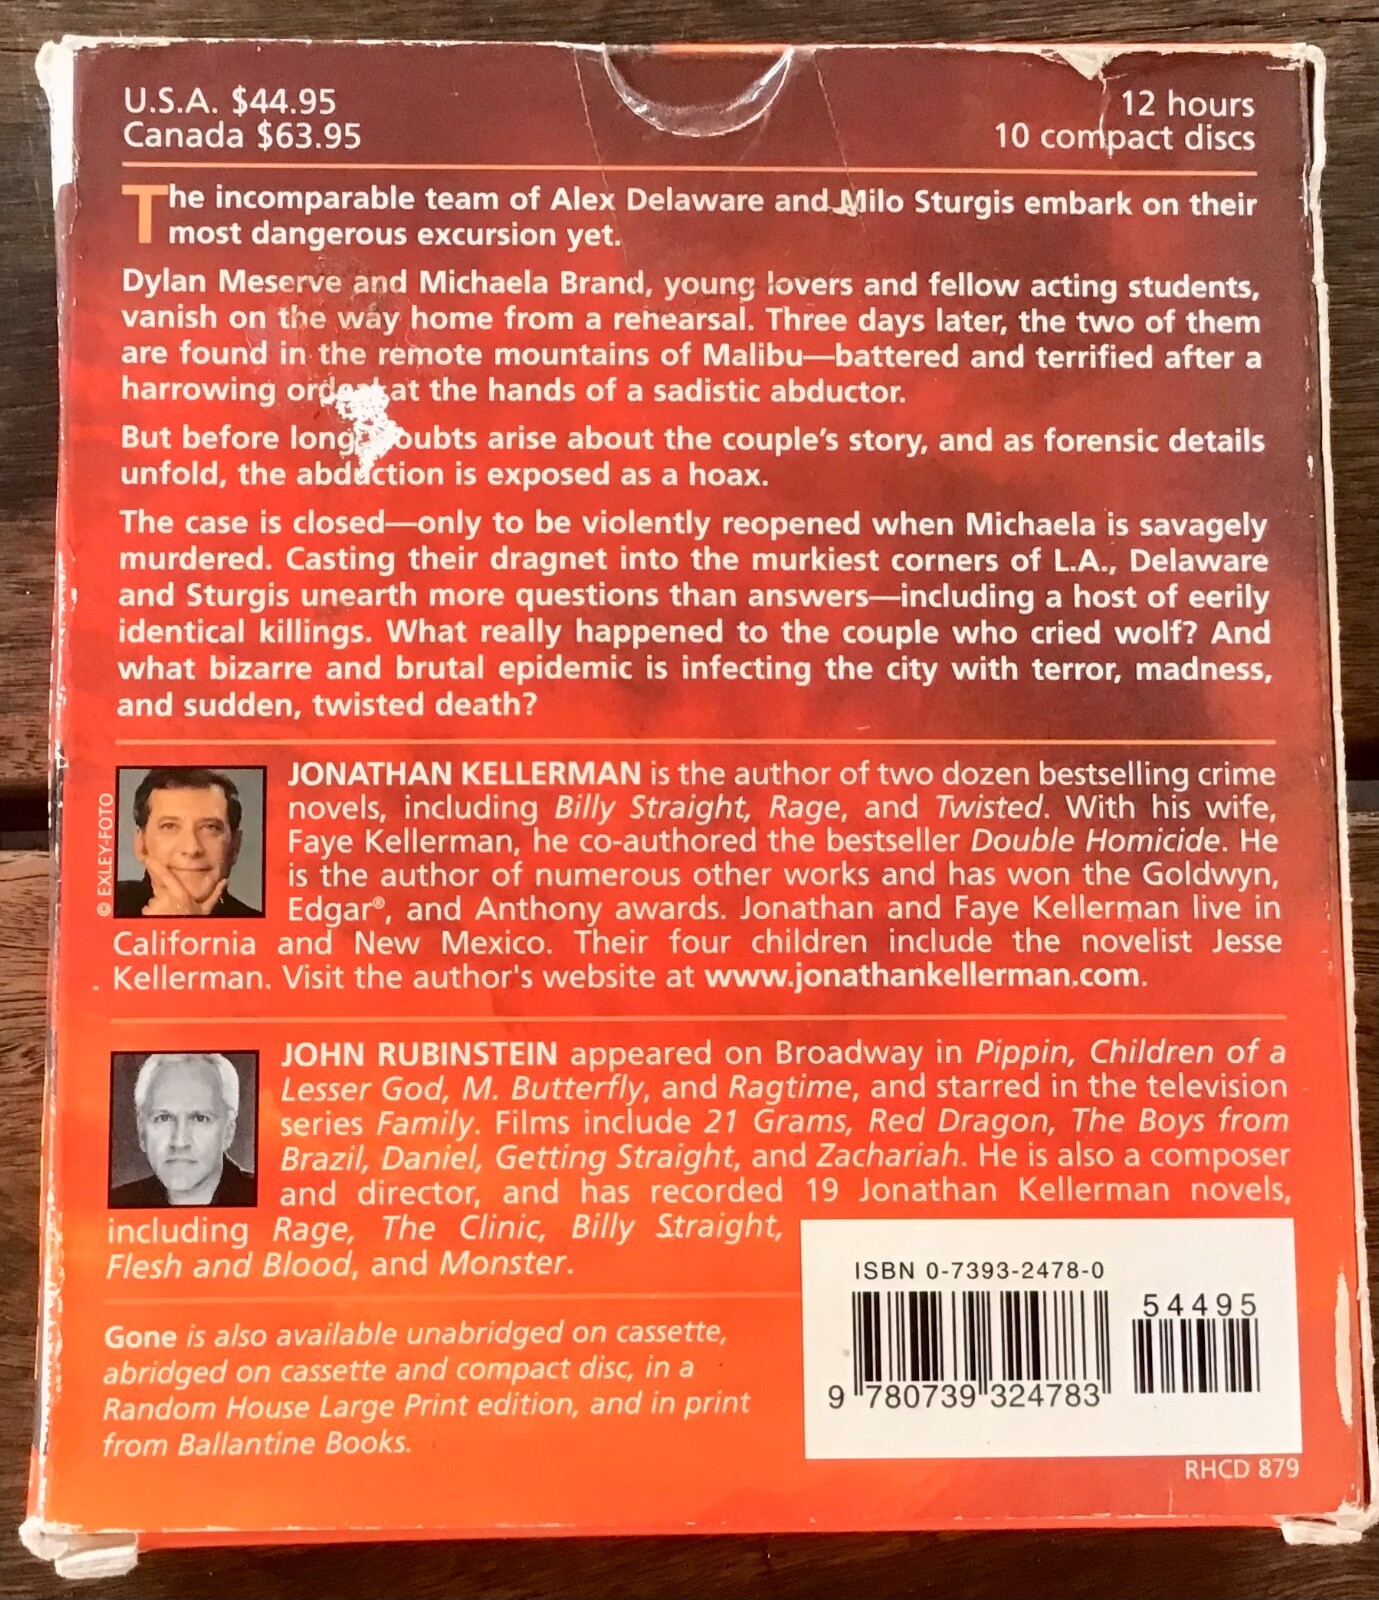 U.S.A. $44.95
Canada $63.95
12 hours
10 compact discs
The incomparable team of Alex Delaware and Milo Sturgis embark on their
most dangerous excursion yet.
Dylan Meserve and Michaela Brand, young lovers and fellow acting students,
vanish on the way home from a rehearsal. Three days later, the two of them
are found in the remote mountains of Malibu—battered and terrified after a
harrowing ordeal at the hands of a sadistic abductor.
But before long, doubts arise about the couple's story, and as forensic details
unfold, the abduction is exposed as a hoax.
The case is closed—only to be violently reopened when Michaela is savagely
murdered. Casting their dragnet into the murkiest corners of L.A., Delaware
and Sturgis unearth more questions than answers—including a host of eerily
identical killings. What really happened to the couple who cried wolf? And
what bizarre and brutal epidemic is infecting the city with terror, madness,
and sudden, twisted death?
© EXLEY-FOTO
JONATHAN KELLERMAN is the author of two dozen bestselling crime
novels, including Billy Straight, Rage, and Twisted. With his wife,
Faye Kellerman, he co-authored the bestseller Double Homicide. He
is the author of numerous other works and has won the Goldwyn,
Edgar®, and Anthony awards. Jonathan and Faye Kellerman live in
California and New Mexico. Their four children include the novelist Jesse
Kellerman. Visit the author's website at www.jonathankellerman.com.
JOHN RUBINSTEIN appeared on Broadway in Pippin, Children of a
Lesser God, M. Butterfly, and Ragtime, and starred in the television
series Family. Films include 21 Grams, Red Dragon, The Boys from
Brazil, Daniel, Getting Straight, and Zachariah. He is also a composer
and director, and has recorded 19 Jonathan Kellerman novels,
including Rage, The Clinic, Billy Straight,
Flesh and Blood, and Monster.
Gone is also available unabridged on cassette,
abridged on cassette and compact disc, in a
Random House Large Print edition, and in print
from Ballantine Books.
ISBN 0-7393-2478-0
54495
9 780739 324783
RHCD 879